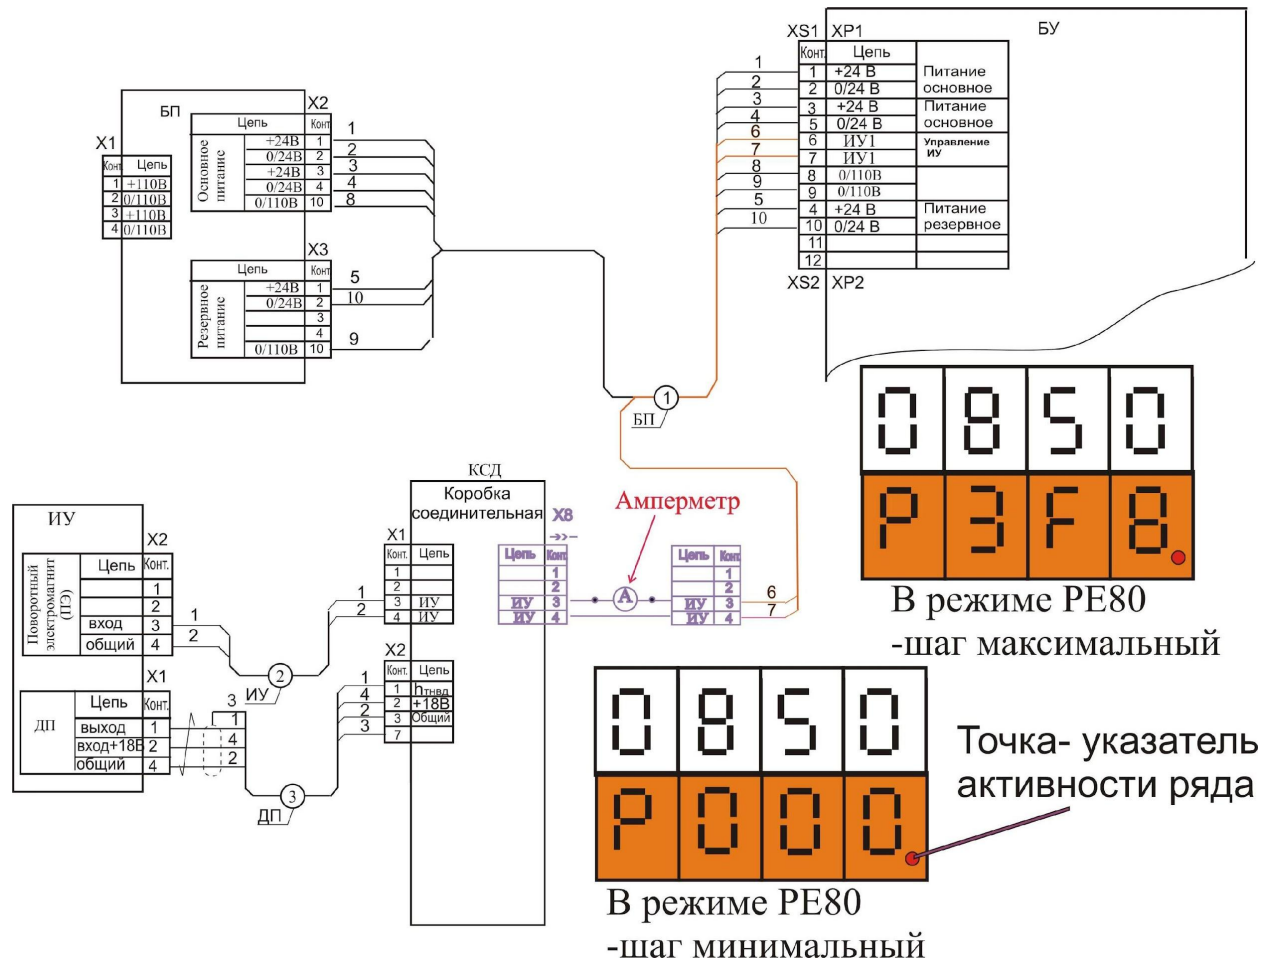 БП
X1
Конт.
Цепь
1 +110В
2 0/110В
3 +110В
4 0/110В
X2
Цепь Конт
Основное питание
+24В 1 1
0/24В 2 2
+24В 3 3
0/24В 4 4
0/110В 10 8
X3
Цепь Конт
Резервное питание
+24В 1 5
0/24В 2 10
3
4
0/110В 10 9
XS1 XP1
БУ
Конт. Цепь
1 1 +24 В Питание
2 2 0/24 В основное
3 3 +24 В Питание
4 5 0/24 В основное
6 6 ИУ1 Управление
7 7 ИУ1 ИУ
8 8 0/110В
9 9 0/110В
5 4 +24 В Питание
10 10 0/24 В резервное
11
12
XS2 XP2
1
БП
0850
P3F8.
В режиме PE80
-шаг максимальный
ИУ
X2
Поворотный электромагнит (ПЭ)
Цепь Конт.
1
2
вход 3 1
общий 4 2
X1
ДП
Цепь Конт.
3
выход 1 1
вход+18В 2 4
общий 4 2
2
ИУ
3
ДП
КСД
Коробка
соединительная
X1
Конт. Цепь
1
2
1 3 ИУ
2 4 ИУ
X2
Конт. Цепь
1 1 hТНВД
4 2 +18В
2 3 Общий
3 7
X8
Цепь Конт.
1
2
ИУ 3
ИУ 4
Амперметр
А
Цепь Конт.
1
2
ИУ 3 6
ИУ 4 7
0850
P000.
В режиме PE80
-шаг минимальный
Точка- указатель
активности ряда